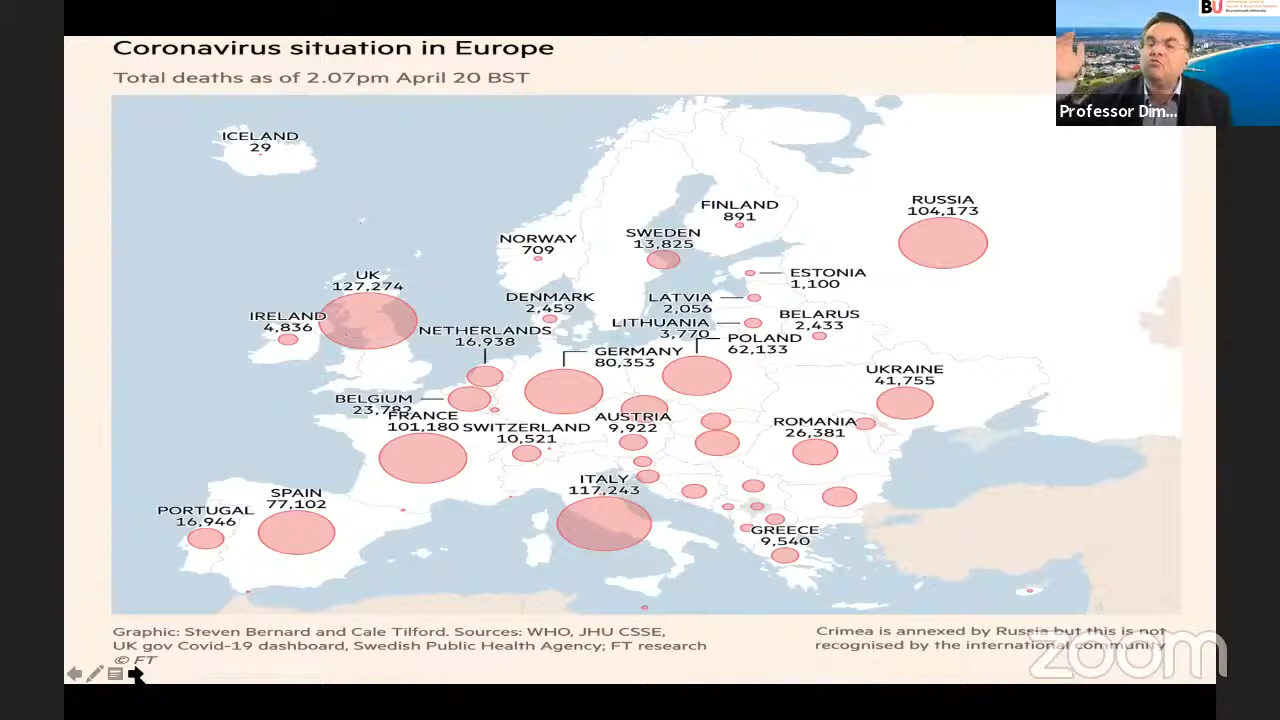 Coronavirus situation in Europe
Total deaths as of 2.07pm April 20 BST
BU
Professor Dim...
ICELAND
29
FINLAND
891
RUSSIA
104,173
NORWAY
709
SWEDEN
13,825
UK
127,274
ESTONIA
1,100
DENMARK
2,459
LATVIA
2,056
IRELAND
4,836
NETHERLANDS
16,938
LITHUANIA
3,770
BELARUS
2,433
POLAND
62,133
GERMANY
80,353
UKRAINE
41,755
BELGIUM
23,782
FRANCE
101,180
SWITZERLAND
10,521
AUSTRIA
9,922
ROMANIA
26,381
ITALY
117,243
SPAIN
77,102
PORTUGAL
16,946
GREECE
9,540
Graphic: Steven Bernard and Cale Tilford. Sources: WHO, JHU CSSE,
UK gov Covid-19 dashboard, Swedish Public Health Agency; FT research
© FT
Crimea is annexed by Russia but this is not
recognised by the international community
zoom